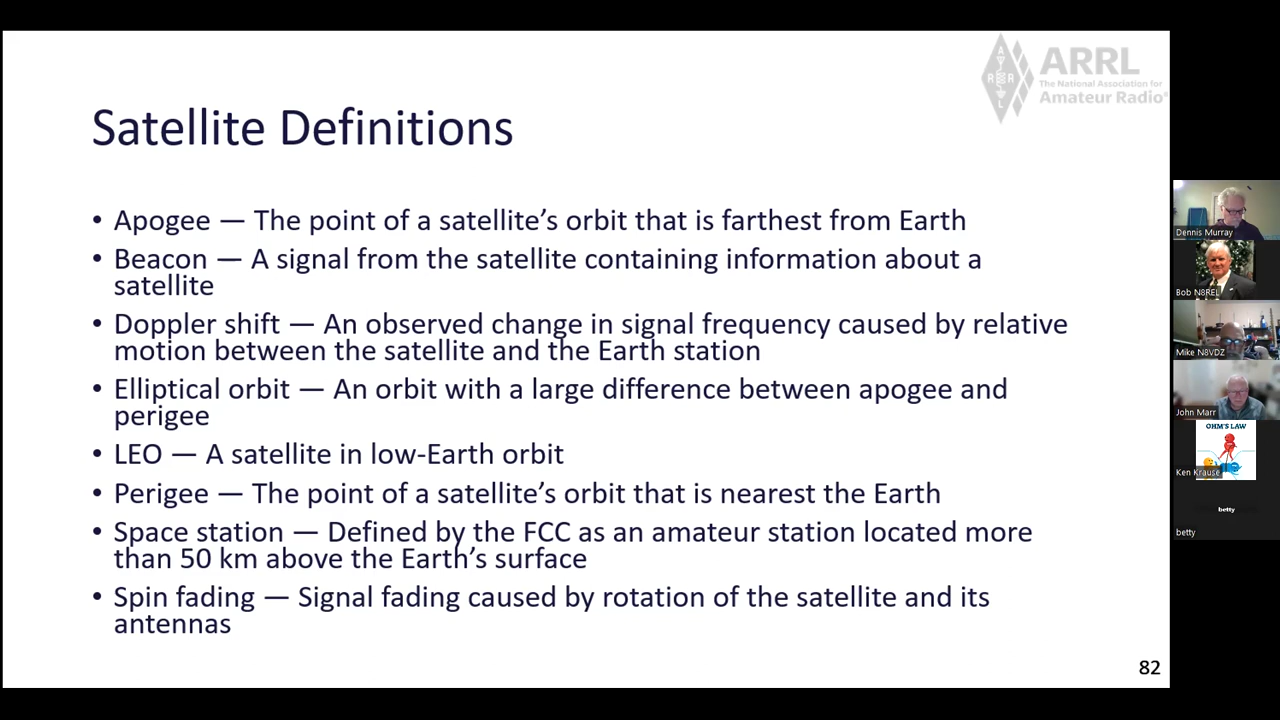 ARRL
The National Association for
Amateur Radio®
Satellite Definitions
• Apogee — The point of a satellite’s orbit that is farthest from Earth
• Beacon — A signal from the satellite containing information about a
satellite
• Doppler shift — An observed change in signal frequency caused by relative
motion between the satellite and the Earth station
• Elliptical orbit — An orbit with a large difference between apogee and
perigee
• LEO — A satellite in low-Earth orbit
• Perigee — The point of a satellite’s orbit that is nearest the Earth
• Space station — Defined by the FCC as an amateur station located more
than 50 km above the Earth’s surface
• Spin fading — Signal fading caused by rotation of the satellite and its
antennas
82
Dennis Murray
Bob N8REL
Mike N8VDZ
John Marr
OHM'S LAW
Ken Krause
betty
betty